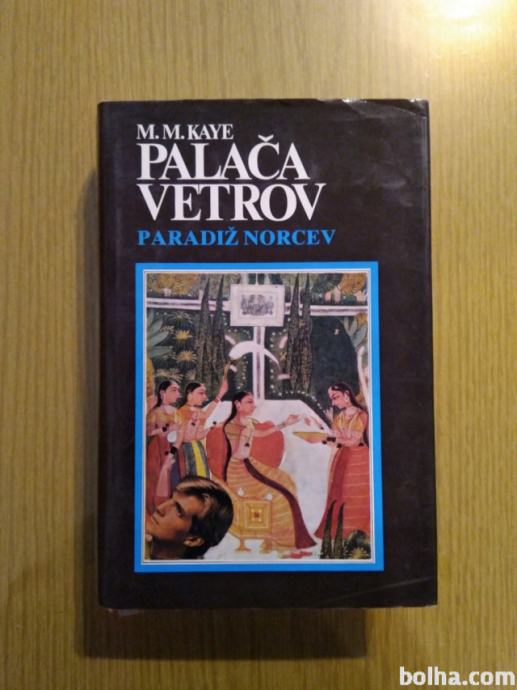 M. M. KAYE
PALAČA
VETROV
PARADIŽ NORCEV
bolha.com